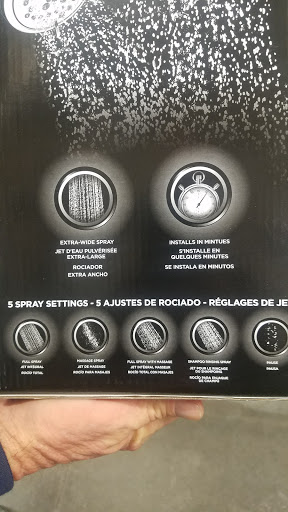 EXTRA-WIDE SPRAY
JET D'EAU PULVÉRISÉE
EXTRA-LARGE
ROCIADOR
EXTRA ANCHO
INSTALLS IN MINTUES
S'INSTALLE EN
QUELQUES MINUTES
SE INSTALA EN MINUTOS
5 SPRAY SETTINGS - 5 AJUSTES DE ROCIADO - RÉGLAGES DE JE
FULL SPRAY
JET INTÉGRAL
ROCÍO TOTAL
MASSAGE SPRAY
JET DE MASSAGE
ROCÍO PARA MASAJES
FULL SPRAY WITH MASSAGE
JET INTÉGRAL MASSEUR
ROCÍO TOTAL CON MASAJES
SHAMPOO RINSING SPRAY
JET POUR LE RINÇAGE
DU SHAMPOING
ROCÍO PARA ENJUAGUE
DE CHAMPÚ
PAUSE
PAUSA